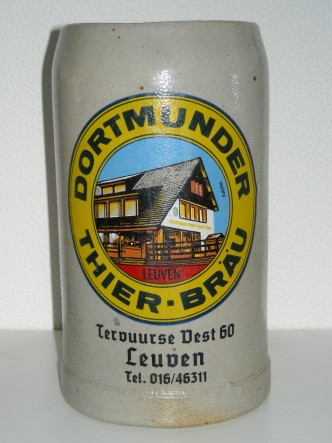 DORTMUNDER
LEUVEN
THIER·BRÄU
Tervuurse Vest 60
Leuven
Tel. 016/46311